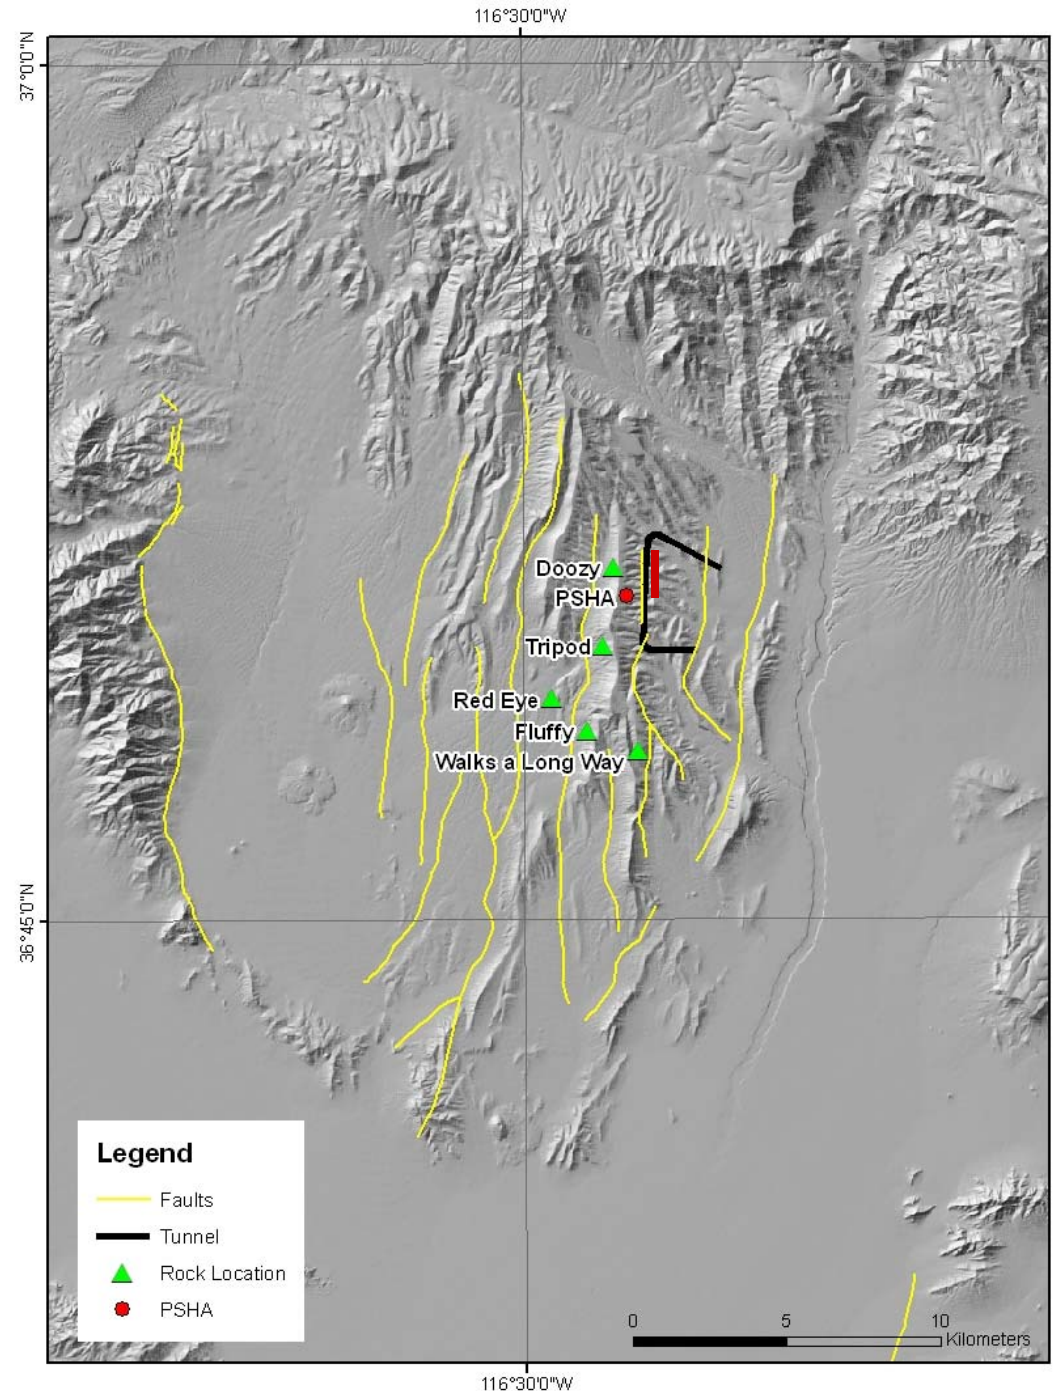 116°30'0"W
37°0'0"N
Doozy
PSHA
Tripod
Red Eye
Fluffy
Walks a Long Way
36°45'0"N
Legend
Faults
Tunnel
Rock Location
PSHA
0 5 10
Kilometers
116°30'0"W